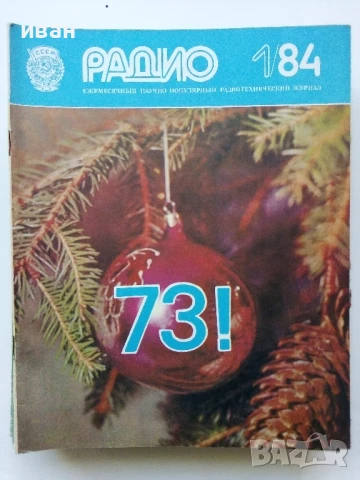 Иван
СССР
РАДИО 1/84
ЕЖЕМЕСЯЧНЫЙ НАУЧНО-ПОПУЛЯРНЫЙ РАДИОТЕХНИЧЕСКИЙ ЖУРНАЛ
73!
BAZAR